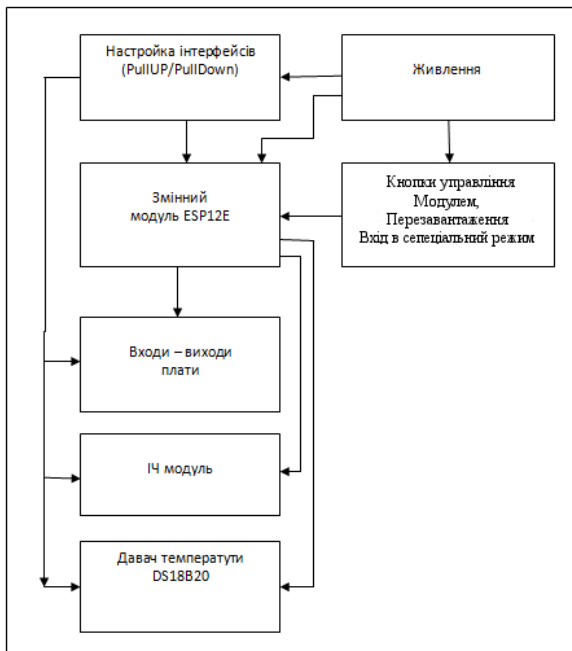 Настройка інтерфейсів
(PullUP/PullDown)
Живлення
Змінний
модуль ESP12E
Кнопки управління
Модулем,
Перезавантаження
Вхід в сепеціальний режим
Входи – виходи
плати
ІЧ модуль
Давач температути
DS18B20